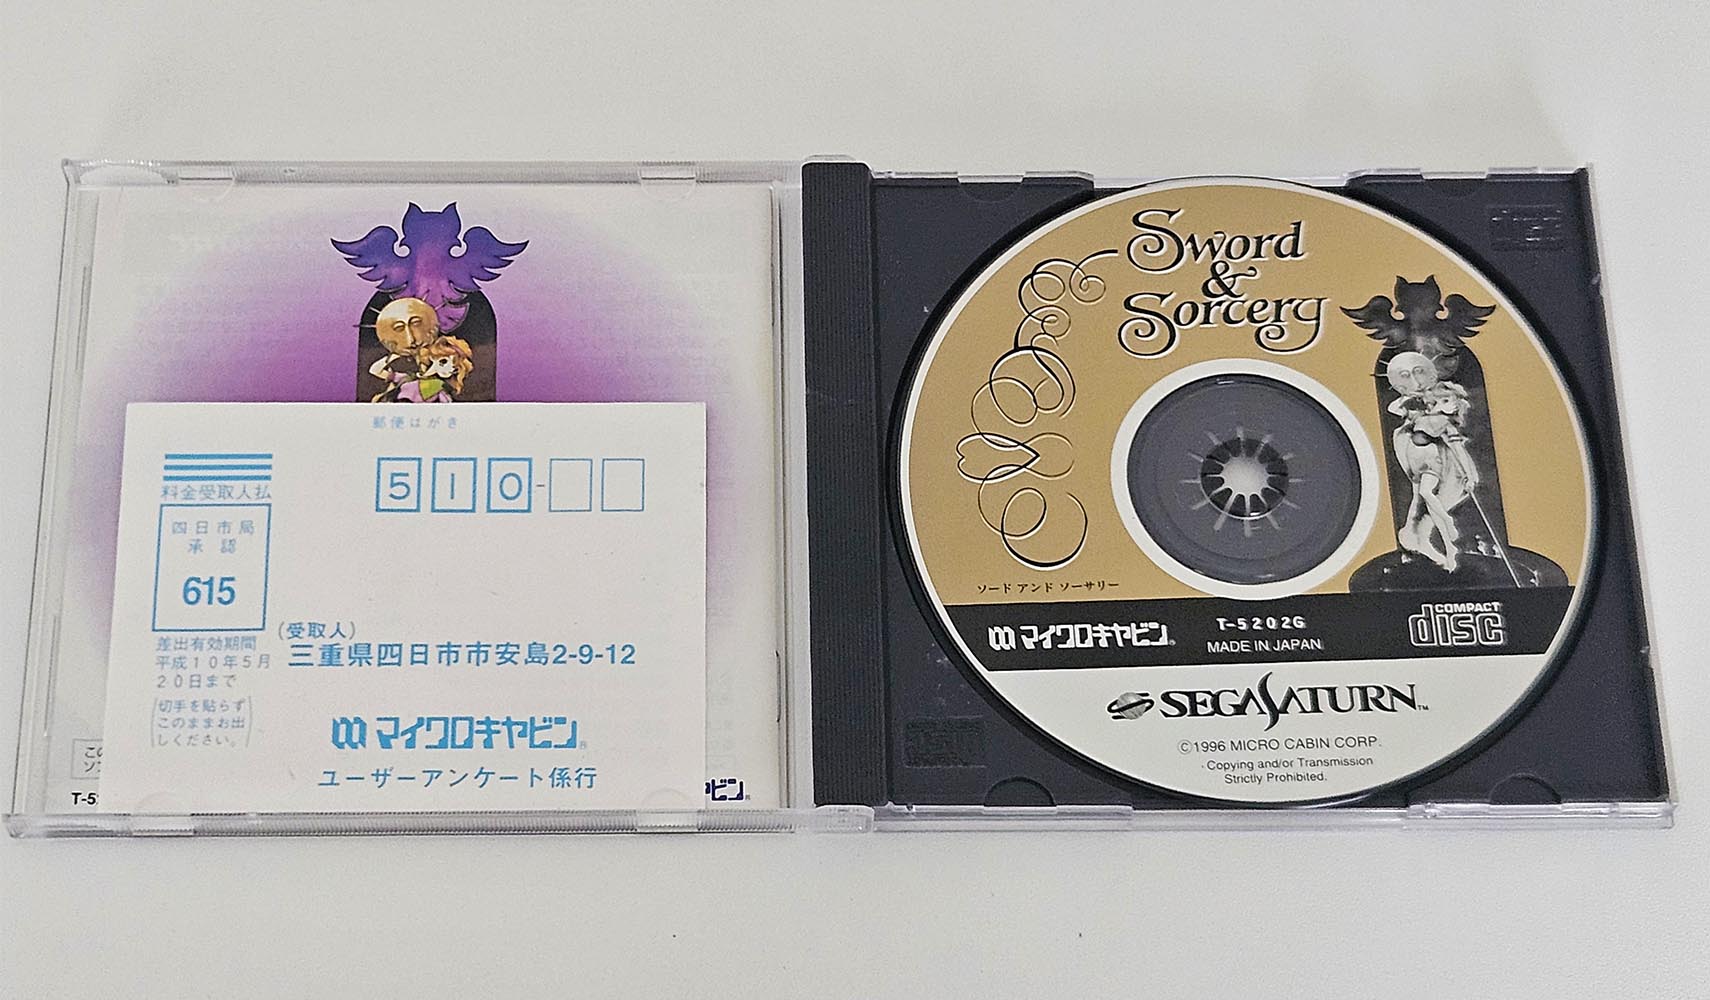 郵便はがき
料金受取人払
510-
四日市局
承認
615
差出有効期間
平成10年5月
20日まで
(切手を貼らず
このままお出
しください。)
(受取人)
三重県四日市市安島2-9-12
マイクロキャビン®
ユーザーアンケート係行
T-5
ビン®
Sword
&
Sorcery
ソード アンド ソーサリー
マイクロキャビン®
T-5202G
MADE IN JAPAN
COMPACT
disc
SEGA SATURN™
©1996 MICRO CABIN CORP.
Copying and/or Transmission
Strictly Prohibited.